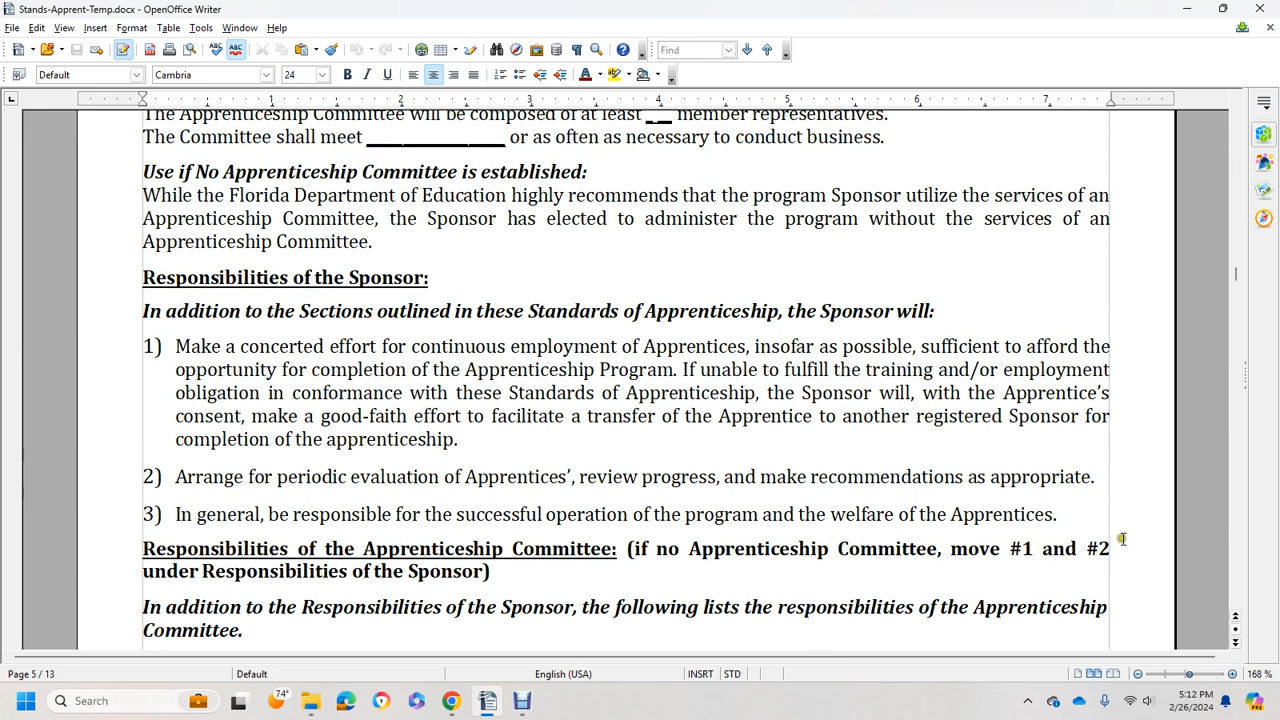 Stands-Apprent-Temp.docx - OpenOffice Writer
File Edit View Insert Format Table Tools Window Help
Find
Default Cambria 24
1 2 3 4 5 6 7
The Apprenticeship Committee will be composed of at least _ _ member representatives.
The Committee shall meet ________________ or as often as necessary to conduct business.
Use if No Apprenticeship Committee is established:
While the Florida Department of Education highly recommends that the program Sponsor utilize the services of an
Apprenticeship Committee, the Sponsor has elected to administer the program without the services of an
Apprenticeship Committee.
Responsibilities of the Sponsor:
In addition to the Sections outlined in these Standards of Apprenticeship, the Sponsor will:
1) Make a concerted effort for continuous employment of Apprentices, insofar as possible, sufficient to afford the
opportunity for completion of the Apprenticeship Program. If unable to fulfill the training and/or employment
obligation in conformance with these Standards of Apprenticeship, the Sponsor will, with the Apprentice's
consent, make a good-faith effort to facilitate a transfer of the Apprentice to another registered Sponsor for
completion of the apprenticeship.
2) Arrange for periodic evaluation of Apprentices', review progress, and make recommendations as appropriate.
3) In general, be responsible for the successful operation of the program and the welfare of the Apprentices.
Responsibilities of the Apprenticeship Committee: (if no Apprenticeship Committee, move #1 and #2
under Responsibilities of the Sponsor)
In addition to the Responsibilities of the Sponsor, the following lists the responsibilities of the Apprenticeship
Committee.
Page 5 / 13 Default English (USA) INSRT STD 168 %
Search 74° 5:12 PM
2/26/2024